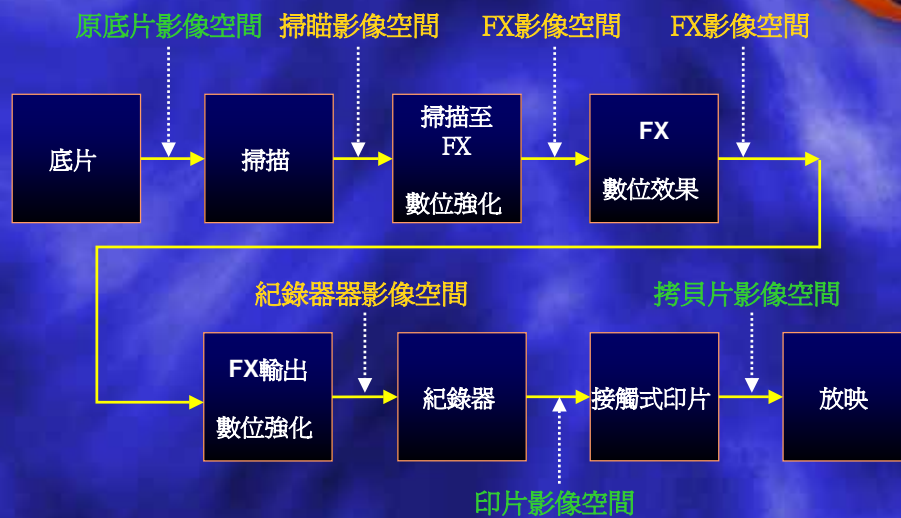 原底片影像空間
掃瞄影像空間
FX影像空間
FX影像空間
底片
掃描
掃描至
FX
數位強化
FX
數位效果
紀錄器器影像空間
拷貝片影像空間
FX輸出
數位強化
紀錄器
接觸式印片
放映
印片影像空間